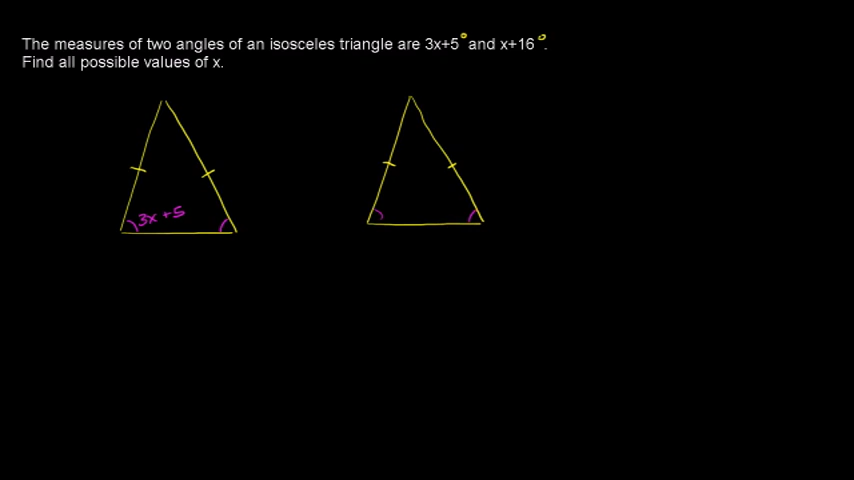 The measures of two angles of an isosceles triangle are 3x+5° and x+16°.
Find all possible values of x.
3x+5